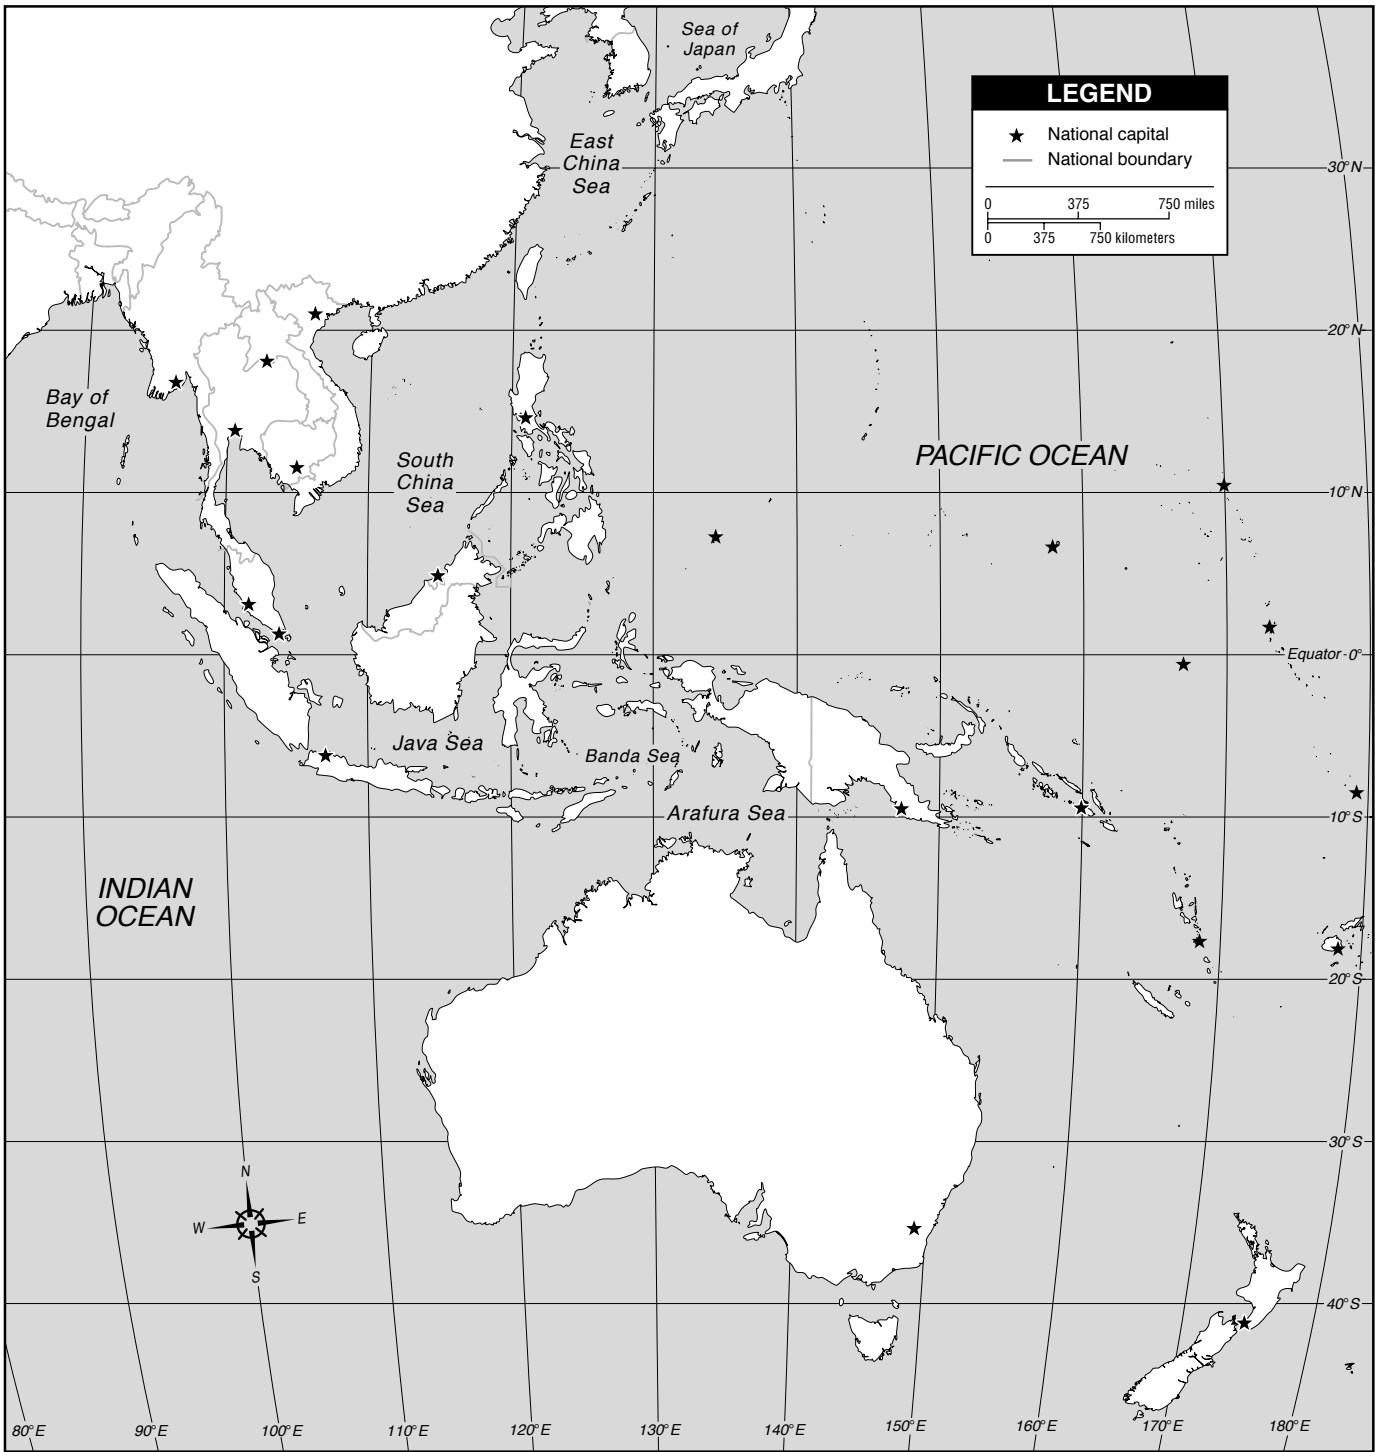 Sea of
Japan
LEGEND
National capital
National boundary
0 375 750 miles
0 375 750 kilometers
East
China
Sea
30°N
20°N
Bay of
Bengal
South
China
Sea
PACIFIC OCEAN
10°N
Equator-0°
Java Sea
Banda Sea
Arafura Sea
10°S
INDIAN
OCEAN
20°S
30°S
N
W E
S
40°S
80°E 90°E 100°E 110°E 120°E 130°E 140°E 150°E 160°E 170°E 180°E